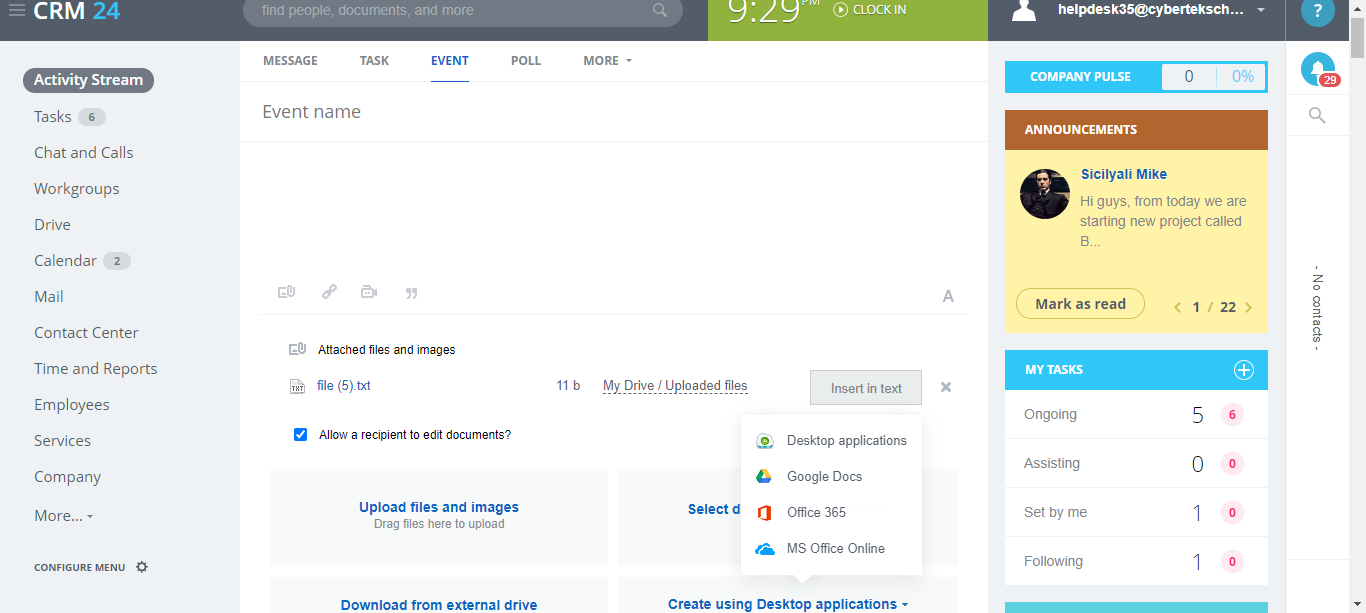 CRM 24
find people, documents, and more
9:29 PM
CLOCK IN
helpdesk35@cyberteksch...
?
Activity Stream
Tasks 6
Chat and Calls
Workgroups
Drive
Calendar 2
Mail
Contact Center
Time and Reports
Employees
Services
Company
More...
CONFIGURE MENU
MESSAGE TASK EVENT POLL MORE
Event name
A
Attached files and images
TXT file (5).txt 11 b My Drive / Uploaded files Insert in text
Allow a recipient to edit documents?
Desktop applications
Google Docs
Office 365
MS Office Online
Upload files and images
Drag files here to upload
Select d
Download from external drive
Create using Desktop applications
COMPANY PULSE 0 0%
ANNOUNCEMENTS
Sicilyali Mike
Hi guys, from today we are
starting new project called
B...
Mark as read
1 / 22
MY TASKS
Ongoing 5 6
Assisting 0 0
Set by me 1 0
Following 1 0
29
- No contacts -